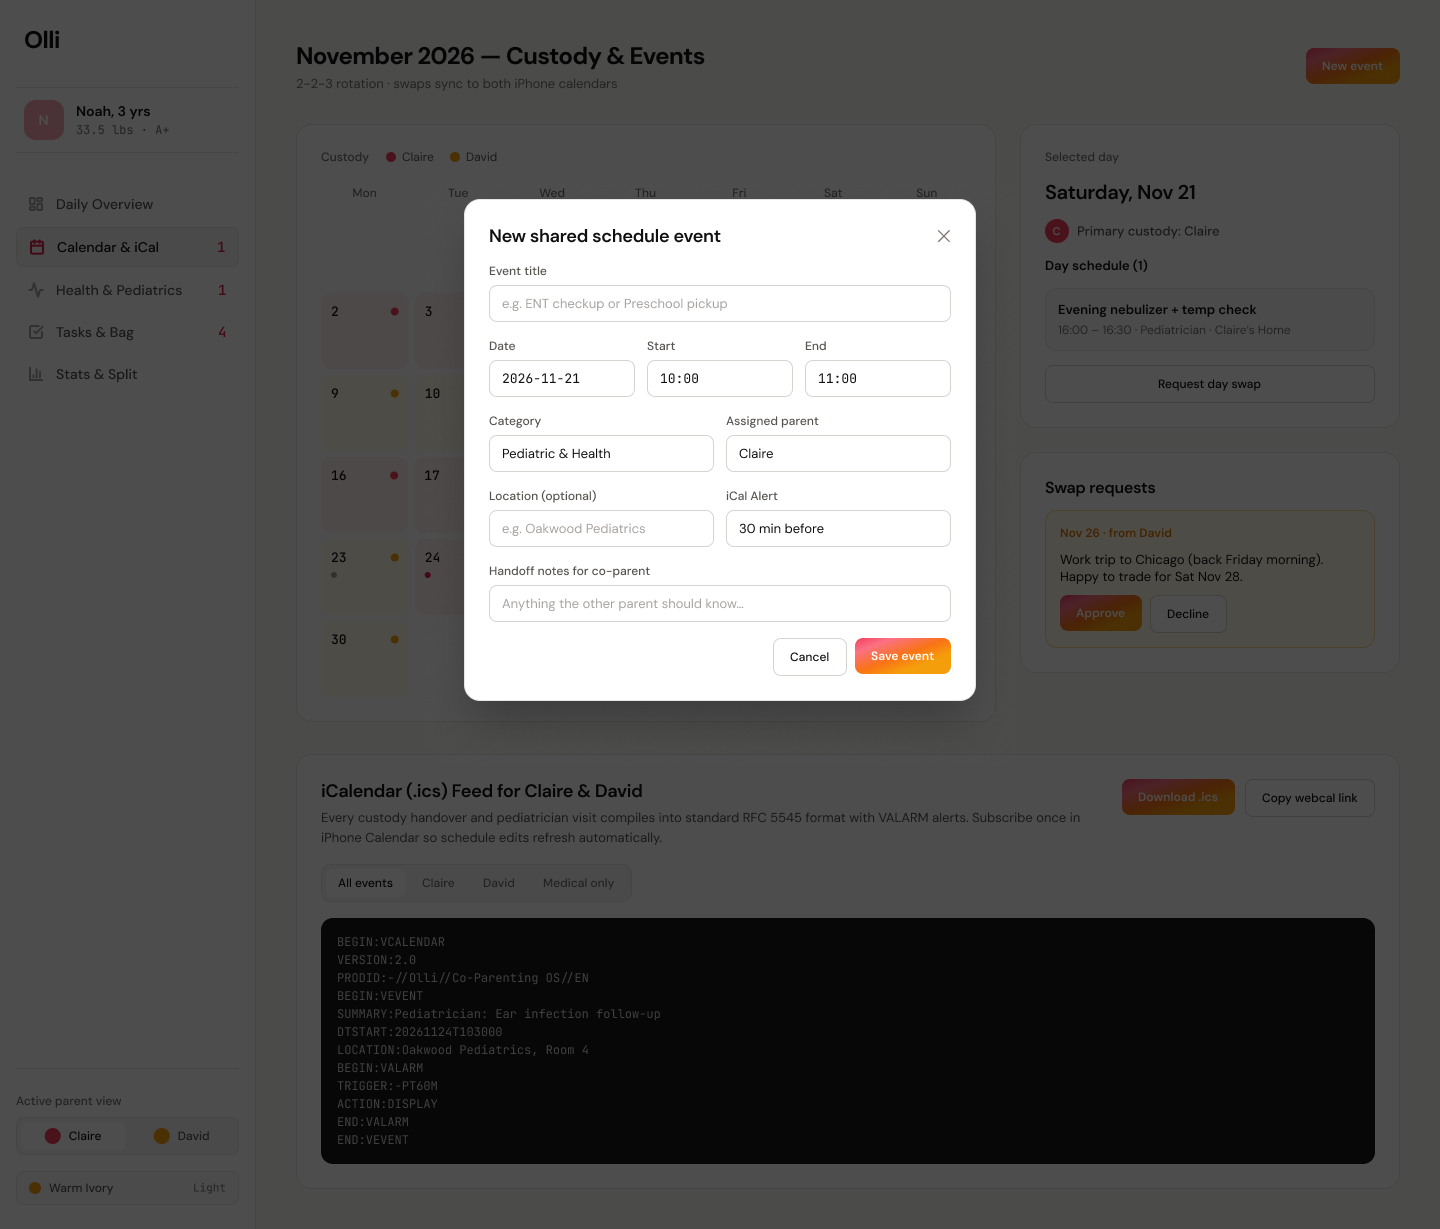 Olli
N
Noah, 3 yrs
33.5 lbs · A+
Daily Overview
Calendar & iCal 1
Health & Pediatrics 1
Tasks & Bag 4
Stats & Split
Active parent view
Claire David
Warm Ivory Light
November 2026 — Custody & Events
2-2-3 rotation · swaps sync to both iPhone calendars
New event
Custody Claire David
Mon Tue Wed Thu Fri Sat Sun
2 3
9 10
16 17
23 24
30
New shared schedule event
Event title
e.g. ENT checkup or Preschool pickup
Date Start End
2026-11-21 10:00 11:00
Category Assigned parent
Pediatric & Health Claire
Location (optional) iCal Alert
e.g. Oakwood Pediatrics 30 min before
Handoff notes for co-parent
Anything the other parent should know…
Cancel Save event
Selected day
Saturday, Nov 21
C Primary custody: Claire
Day schedule (1)
Evening nebulizer + temp check
16:00 – 16:30 · Pediatrician · Claire's Home
Request day swap
Swap requests
Nov 26 · from David
Work trip to Chicago (back Friday morning).
Happy to trade for Sat Nov 28.
Approve Decline
iCalendar (.ics) Feed for Claire & David
Every custody handover and pediatrician visit compiles into standard RFC 5545 format with VALARM alerts. Subscribe once in
iPhone Calendar so schedule edits refresh automatically.
Download .ics Copy webcal link
All events Claire David Medical only
BEGIN:VCALENDAR
VERSION:2.0
PRODID:-//Olli//Co-Parenting OS//EN
BEGIN:VEVENT
SUMMARY:Pediatrician: Ear infection follow-up
DTSTART:20261124T103000
LOCATION:Oakwood Pediatrics, Room 4
BEGIN:VALARM
TRIGGER:-PT60M
ACTION:DISPLAY
END:VALARM
END:VEVENT